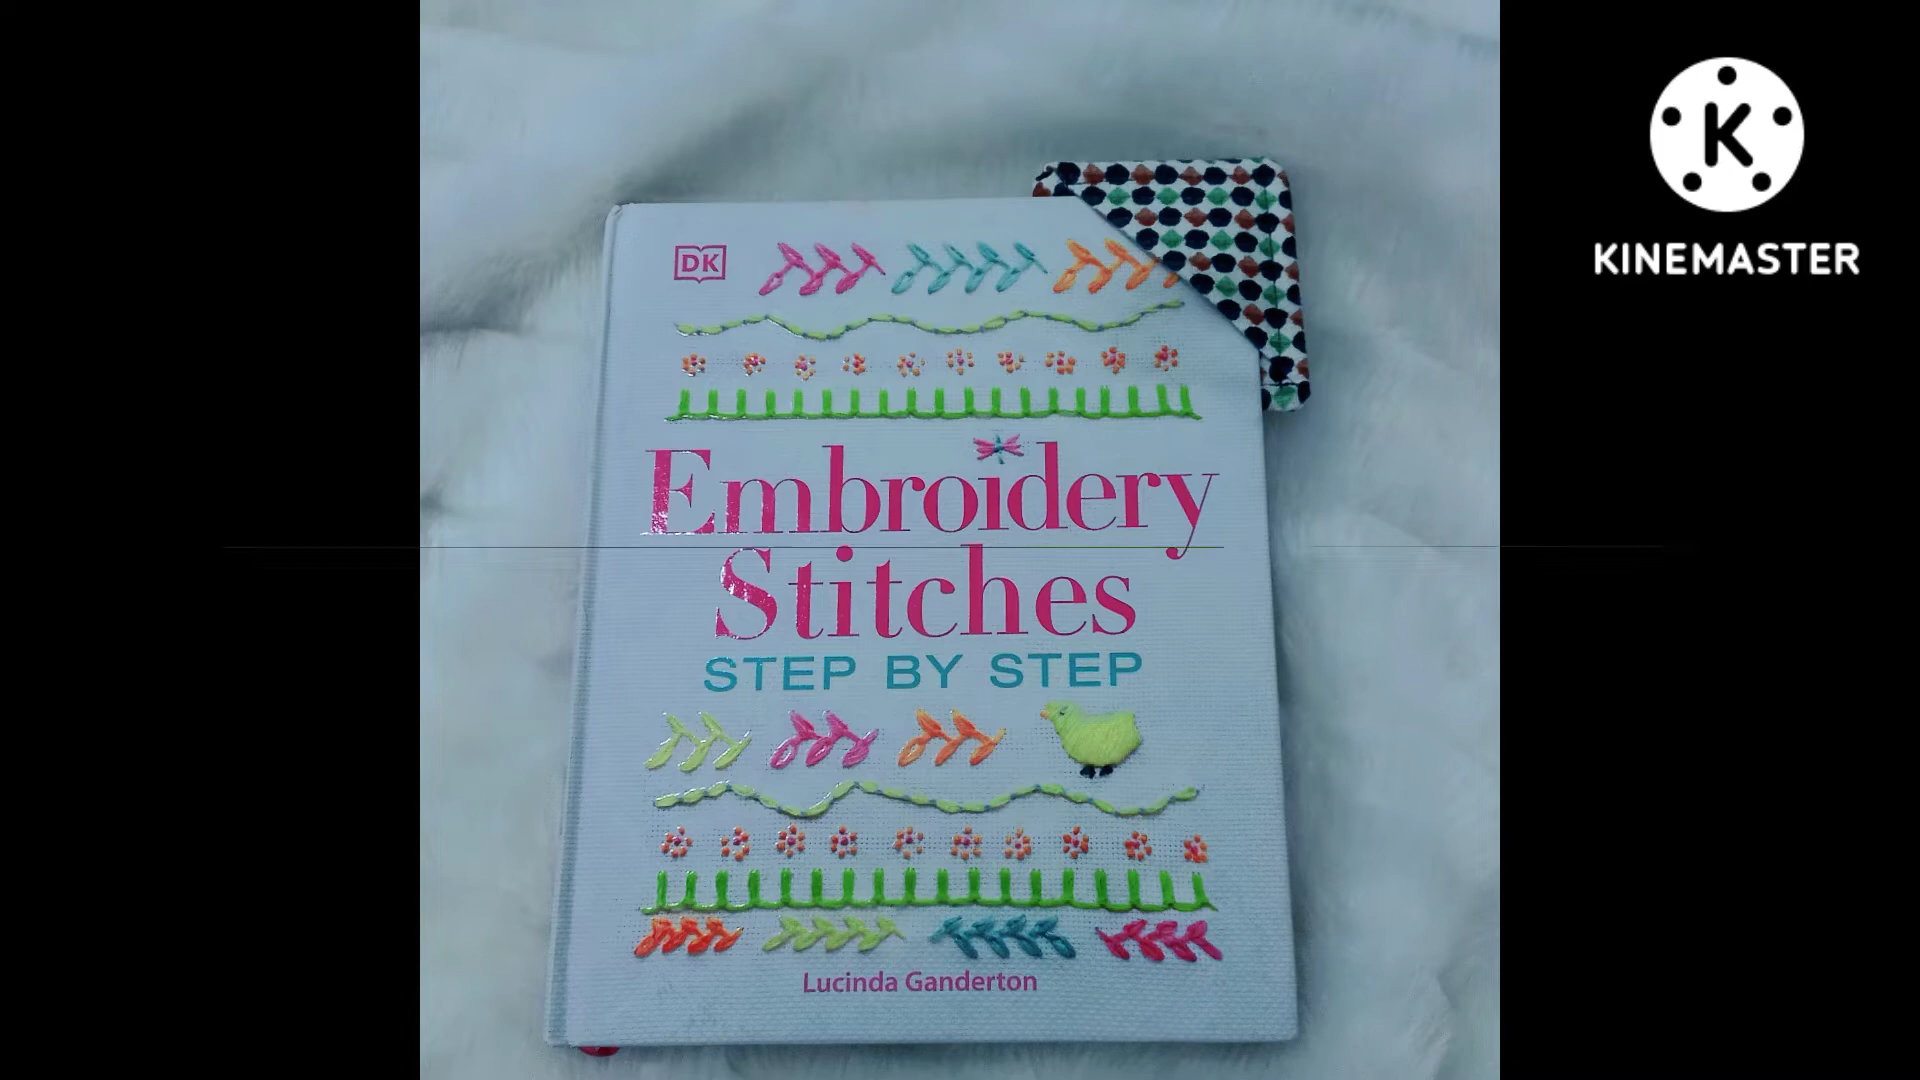 DK
Embroidery
Stitches
STEP BY STEP
Lucinda Ganderton
K
KINEMASTER